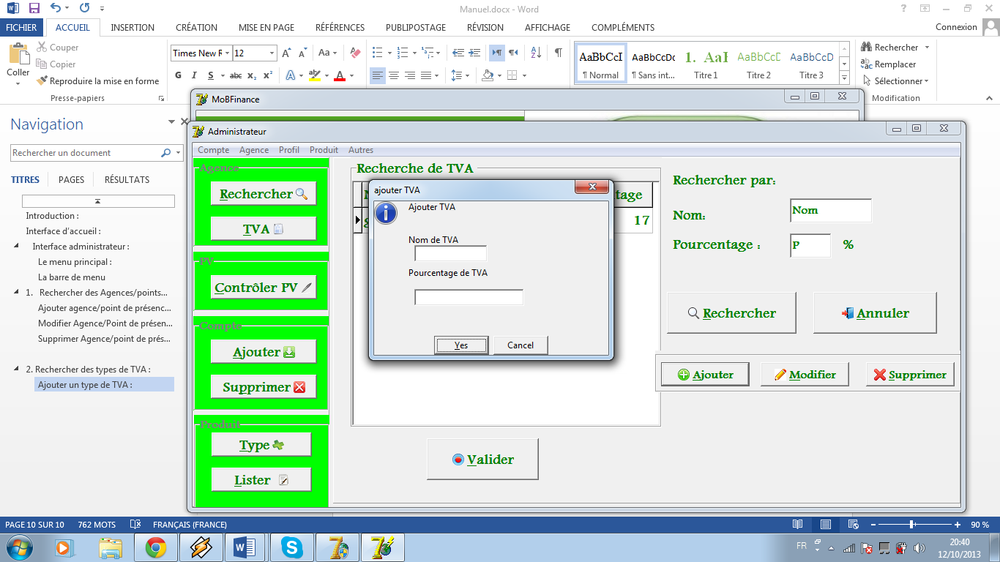 Manuel.docx - Word
FICHIER ACCUEIL INSERTION CRÉATION MISE EN PAGE RÉFÉRENCES PUBLIPOSTAGE RÉVISION AFFICHAGE COMPLÉMENTS Connexion
Coller
Couper
Copier
Reproduire la mise en forme
Presse-papiers
Times New R 12
G I S abc x₂ x² A A
AaBbCcI AaBbCcDc 1. AaI AaBbCcD AaBbCcD
¶ Normal ¶ Sans int... Titre 1 Titre 2 Titre 3
Rechercher
Remplacer
Sélectionner
Modification
Navigation
Rechercher un document
TITRES PAGES RÉSULTATS
Introduction :
Interface d'accueil :
Interface administrateur :
Le menu principal :
La barre de menu
1. Rechercher des Agences/points...
Ajouter agence/point de présenc...
Modifier Agence/Point de présen...
Supprimer Agence/point de prés...
2. Rechercher des types de TVA :
Ajouter un type de TVA :
MoBFinance
Administrateur
Compte Agence Profil Produit Autres
Agence
Rechercher
TVA
PV
Contrôler PV
Compte
Ajouter
Supprimer
Produit
Type
Lister
Recherche de TVA
tage
17
ajouter TVA
Ajouter TVA
Nom de TVA
Pourcentage de TVA
Yes Cancel
Valider
Rechercher par:
Nom: Nom
Pourcentage : P %
Rechercher Annuler
Ajouter Modifier Supprimer
PAGE 10 SUR 10 762 MOTS FRANÇAIS (FRANCE) 90 %
FR 20:40
12/10/2013